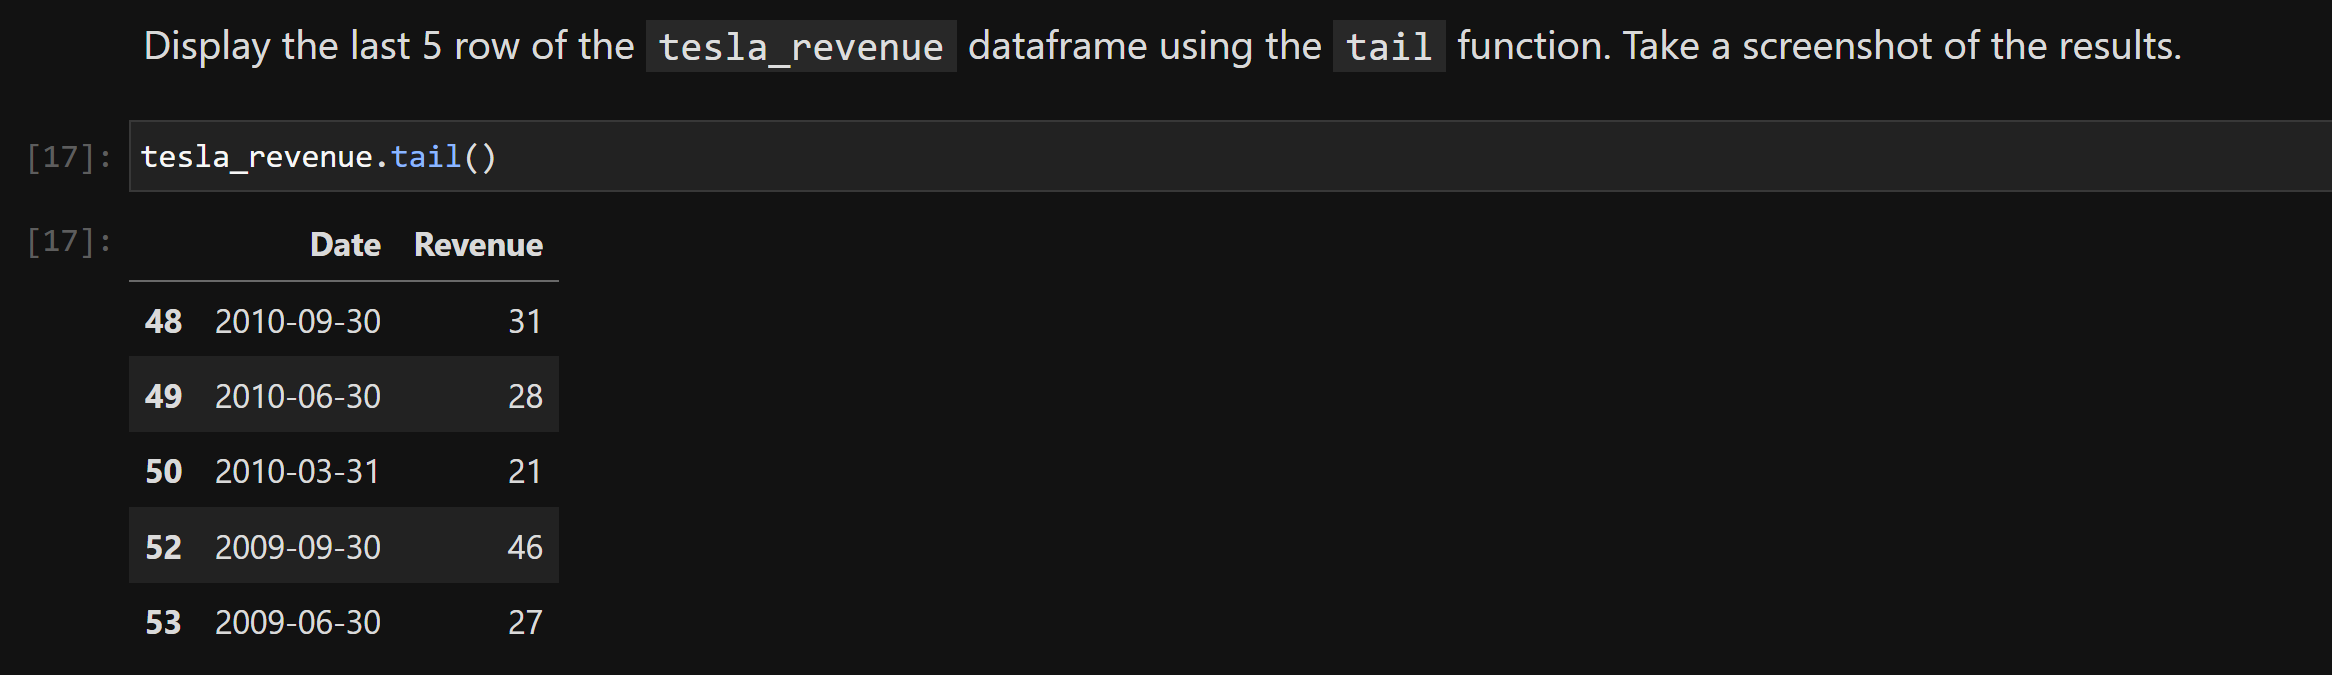 Display the last 5 row of the tesla_revenue dataframe using the tail function. Take a screenshot of the results.
[17]: tesla_revenue.tail()
[17]: Date Revenue
48 2010-09-30 31
49 2010-06-30 28
50 2010-03-31 21
52 2009-09-30 46
53 2009-06-30 27